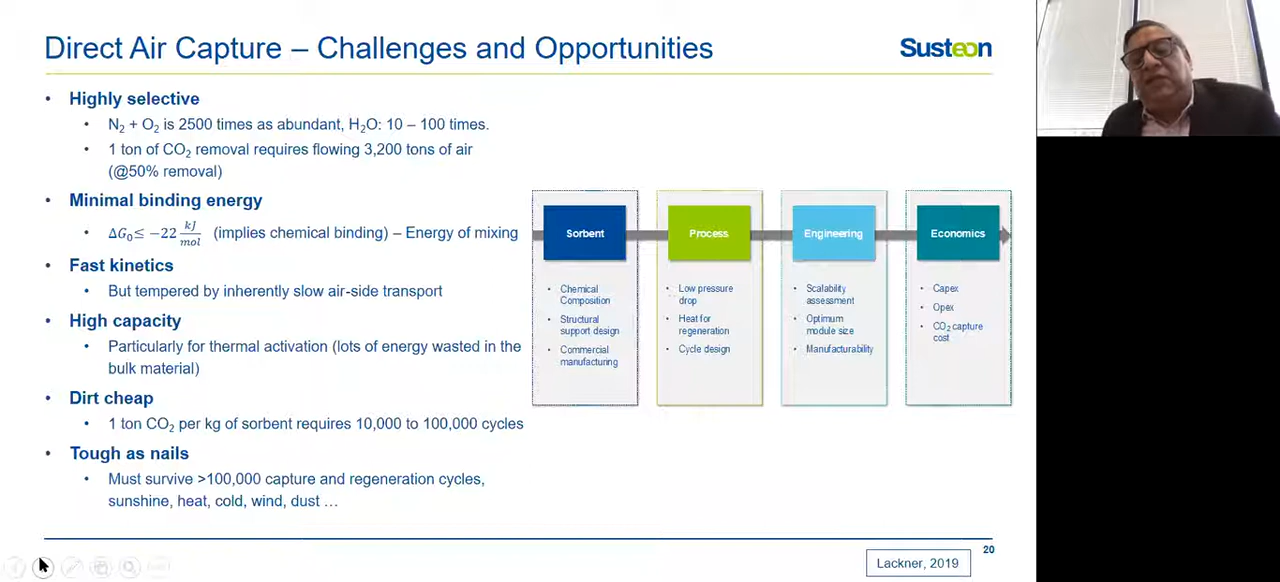 Direct Air Capture – Challenges and Opportunities
Susteon
• Highly selective
• N₂ + O₂ is 2500 times as abundant, H₂O: 10 – 100 times.
• 1 ton of CO₂ removal requires flowing 3,200 tons of air
(@50% removal)
• Minimal binding energy
• ΔG₀≤ −22 kJ/mol (implies chemical binding) – Energy of mixing
• Fast kinetics
• But tempered by inherently slow air-side transport
• High capacity
• Particularly for thermal activation (lots of energy wasted in the
bulk material)
• Dirt cheap
• 1 ton CO₂ per kg of sorbent requires 10,000 to 100,000 cycles
• Tough as nails
• Must survive >100,000 capture and regeneration cycles,
sunshine, heat, cold, wind, dust …
Sorbent
• Chemical
Composition
• Structural
support design
• Commercial
manufacturing
Process
• Low pressure
drop
• Heat for
regeneration
• Cycle design
Engineering
• Scalability
assessment
• Optimum
module size
• Manufacturability
Economics
• Capex
• Opex
• CO₂ capture
cost
Lackner, 2019
20